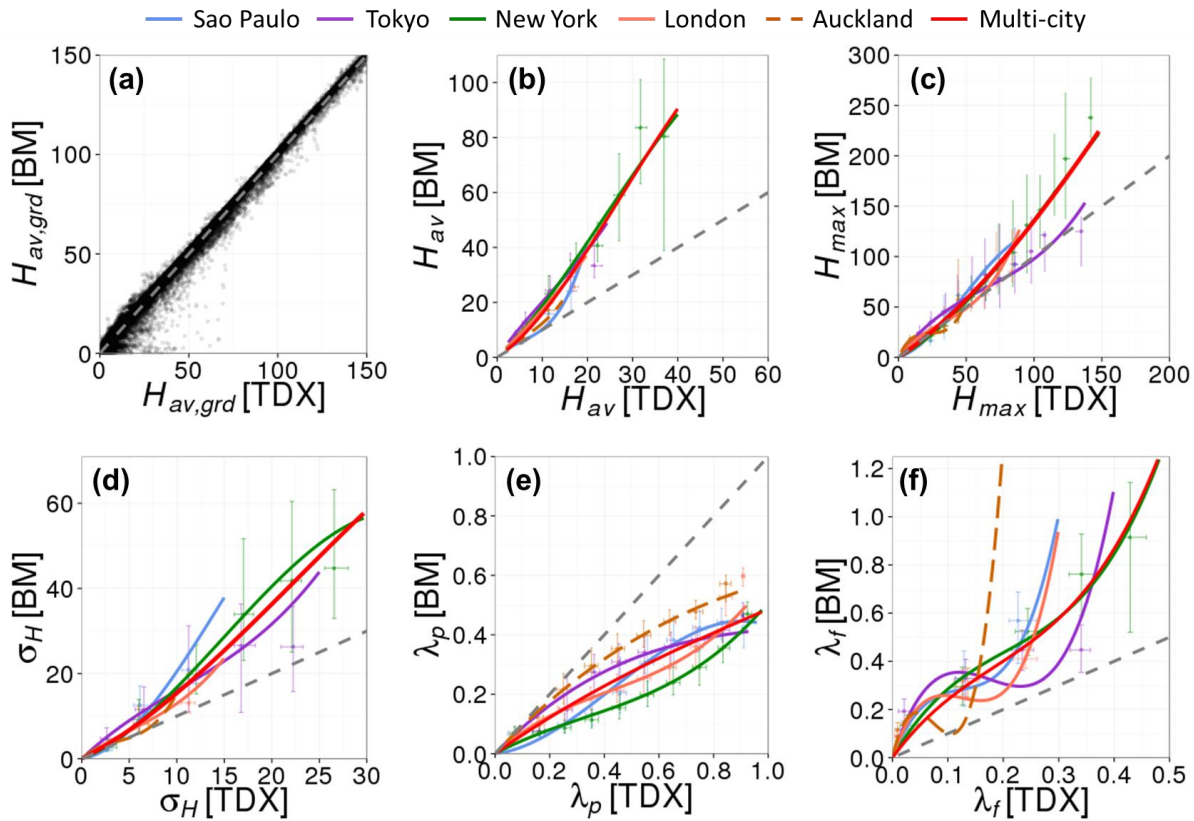 Sao Paulo Tokyo New York London Auckland Multi-city
(a)
150
100
50
0
H_av,grd [BM]
0 50 100 150
H_av,grd [TDX]
(b)
100
80
60
40
20
0
H_av [BM]
0 10 20 30 40 50 60
H_av [TDX]
(c)
300
250
200
150
100
50
0
H_max [BM]
0 50 100 150 200
H_max [TDX]
(d)
60
40
20
0
σ_H [BM]
0 5 10 15 20 25 30
σ_H [TDX]
(e)
1.0
0.8
0.6
0.4
0.2
0.0
λ_p [BM]
0.0 0.2 0.4 0.6 0.8 1.0
λ_p [TDX]
(f)
1.2
1.0
0.8
0.6
0.4
0.2
0.0
λ_f [BM]
0.0 0.1 0.2 0.3 0.4 0.5
λ_f [TDX]